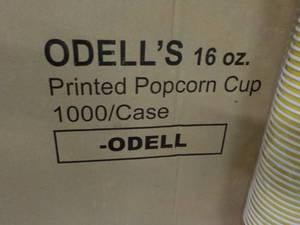 ODELL'S 16 oz.
Printed Popcorn Cup
1000/Case
-ODELL